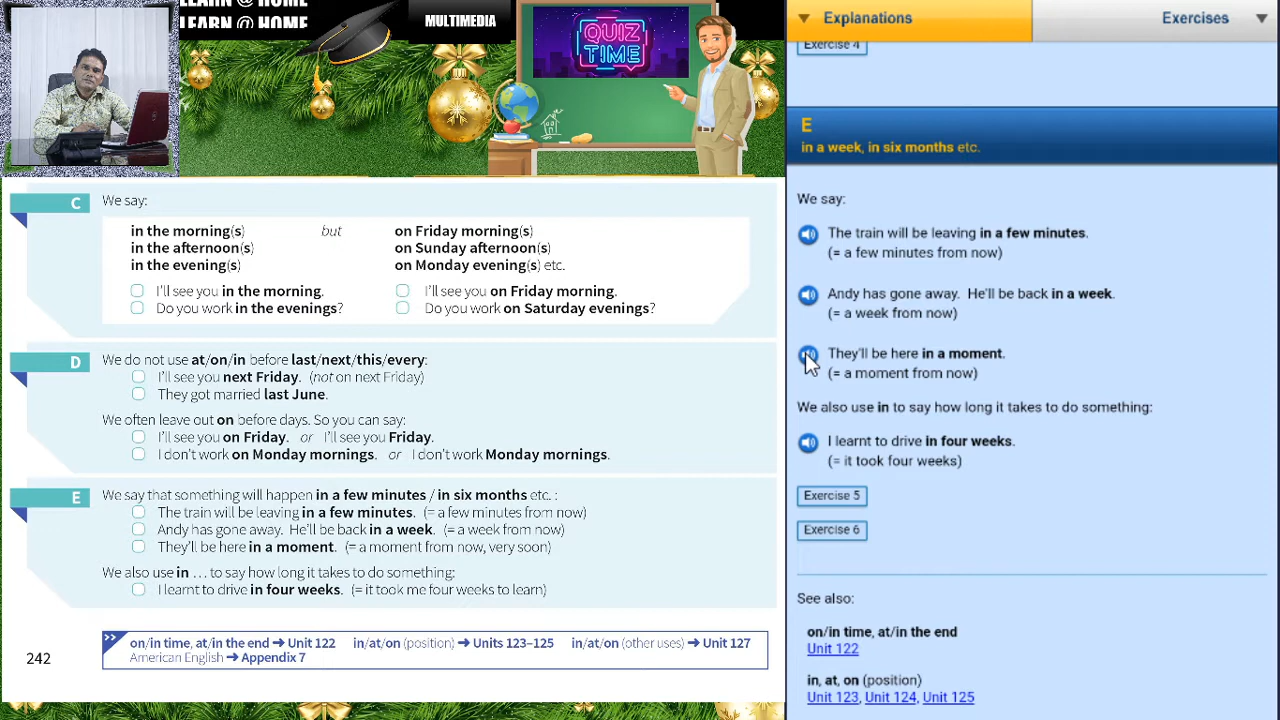 LEARN @ HOME
LEARN @ HOME
MULTIMEDIA
QUIZ
TIME
C
We say:
in the morning(s) but on Friday morning(s)
in the afternoon(s) on Sunday afternoon(s)
in the evening(s) on Monday evening(s) etc.
I'll see you in the morning. I'll see you on Friday morning.
Do you work in the evenings? Do you work on Saturday evenings?
D
We do not use at/on/in before last/next/this/every:
I'll see you next Friday. (not on next Friday)
They got married last June.
We often leave out on before days. So you can say:
I'll see you on Friday. or I'll see you Friday.
I don't work on Monday mornings. or I don't work Monday mornings.
E
We say that something will happen in a few minutes / in six months etc. :
The train will be leaving in a few minutes. (= a few minutes from now)
Andy has gone away. He'll be back in a week. (= a week from now)
They'll be here in a moment. (= a moment from now, very soon)
We also use in … to say how long it takes to do something:
I learnt to drive in four weeks. (= it took me four weeks to learn)
>> on/in time, at/in the end ➔ Unit 122 in/at/on (position) ➔ Units 123–125 in/at/on (other uses) ➔ Unit 127
American English ➔ Appendix 7
242
Explanations Exercises
Exercise 4
E
in a week, in six months etc.
We say:
The train will be leaving in a few minutes.
(= a few minutes from now)
Andy has gone away. He'll be back in a week.
(= a week from now)
They'll be here in a moment.
(= a moment from now)
We also use in to say how long it takes to do something:
I learnt to drive in four weeks.
(= it took four weeks)
Exercise 5
Exercise 6
See also:
on/in time, at/in the end
Unit 122
in, at, on (position)
Unit 123, Unit 124, Unit 125